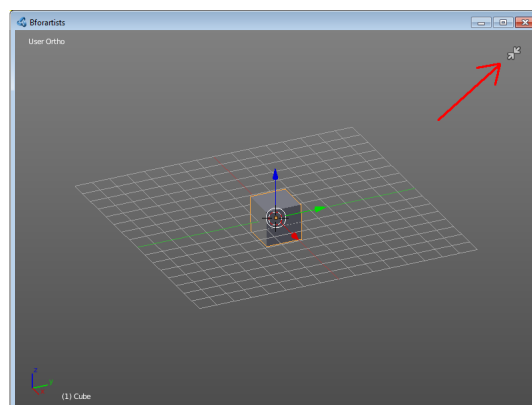 Bforartists
User Ortho
z
y
(1) Cube